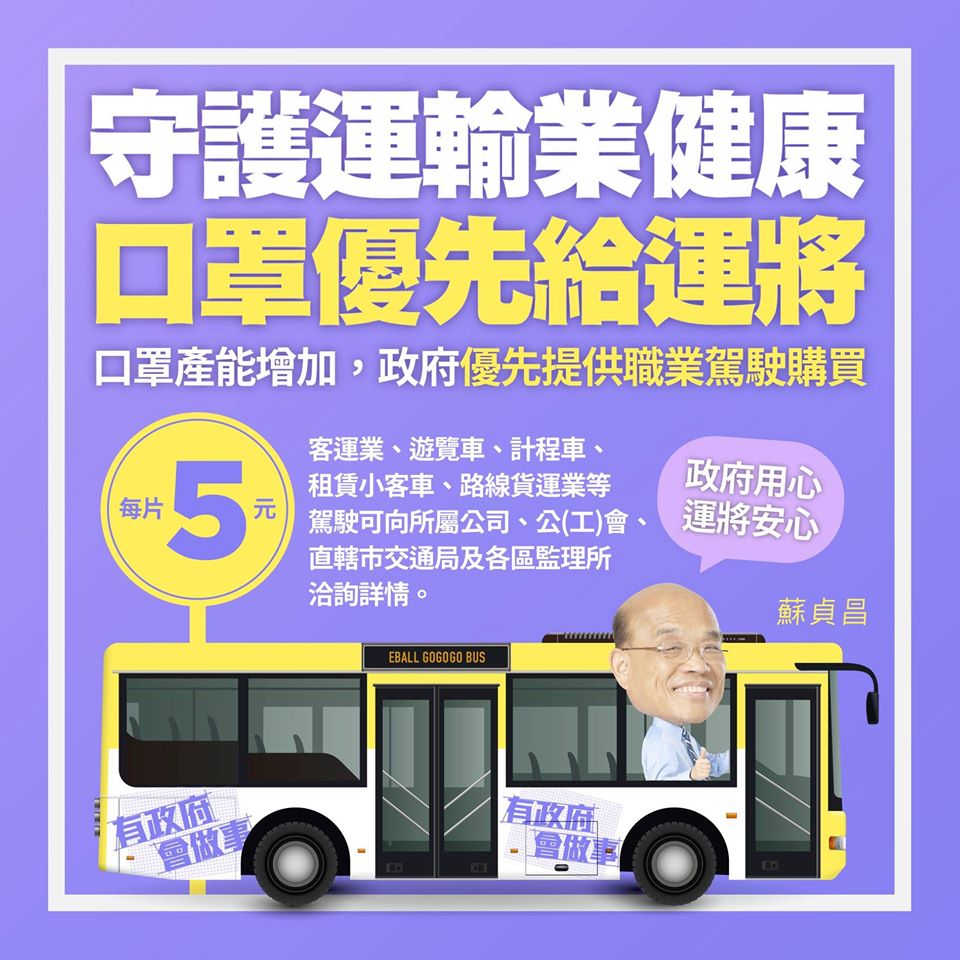 守護運輸業健康
口罩優先給運將
口罩產能增加，政府優先提供職業駕駛購買
每片5元
客運業、遊覽車、計程車、
租賃小客車、路線貨運業等
駕駛可向所屬公司、公(工)會、
直轄市交通局及各區監理所
洽詢詳情。
政府用心
運將安心
蘇貞昌
EBALL GOGOGO BUS
有政府
會做事
有政府
會做事